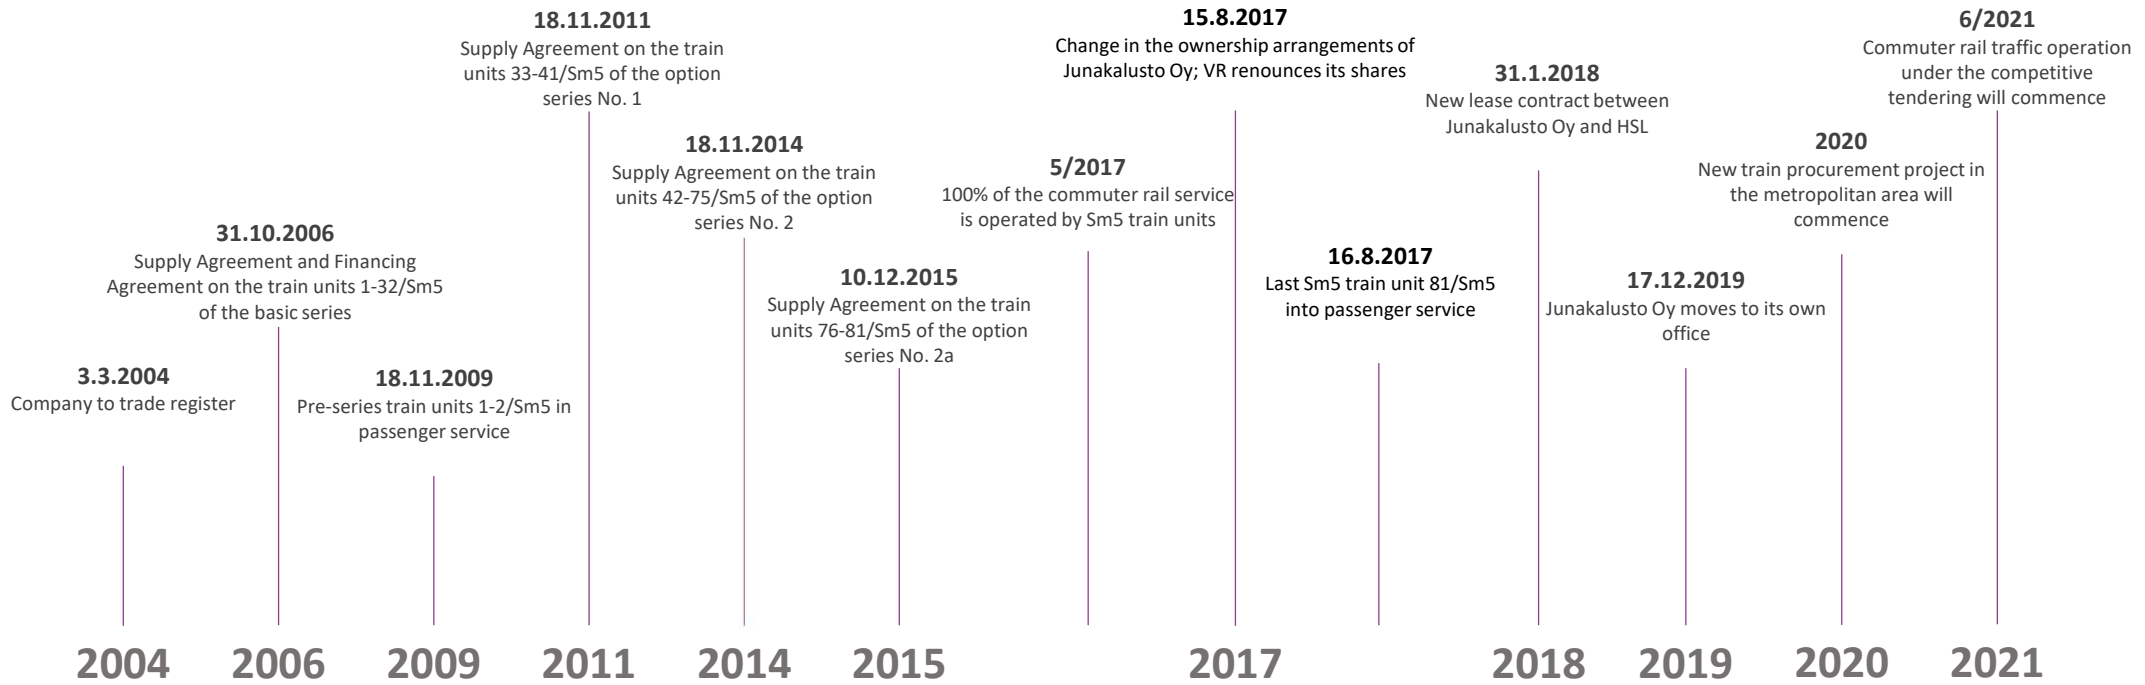 3.3.2004
Company to trade register
31.10.2006
Supply Agreement and Financing
Agreement on the train units 1-32/Sm5
of the basic series
18.11.2009
Pre-series train units 1-2/Sm5 in
passenger service
18.11.2011
Supply Agreement on the train
units 33-41/Sm5 of the option
series No. 1
18.11.2014
Supply Agreement on the train
units 42-75/Sm5 of the option
series No. 2
10.12.2015
Supply Agreement on the train
units 76-81/Sm5 of the option
series No. 2a
5/2017
100% of the commuter rail service
is operated by Sm5 train units
15.8.2017
Change in the ownership arrangements of
Junakalusto Oy; VR renounces its shares
16.8.2017
Last Sm5 train unit 81/Sm5
into passenger service
31.1.2018
New lease contract between
Junakalusto Oy and HSL
17.12.2019
Junakalusto Oy moves to its own
office
2020
New train procurement project in
the metropolitan area will
commence
6/2021
Commuter rail traffic operation
under the competitive
tendering will commence
2004
2006
2009
2011
2014
2015
2017
2018
2019
2020
2021